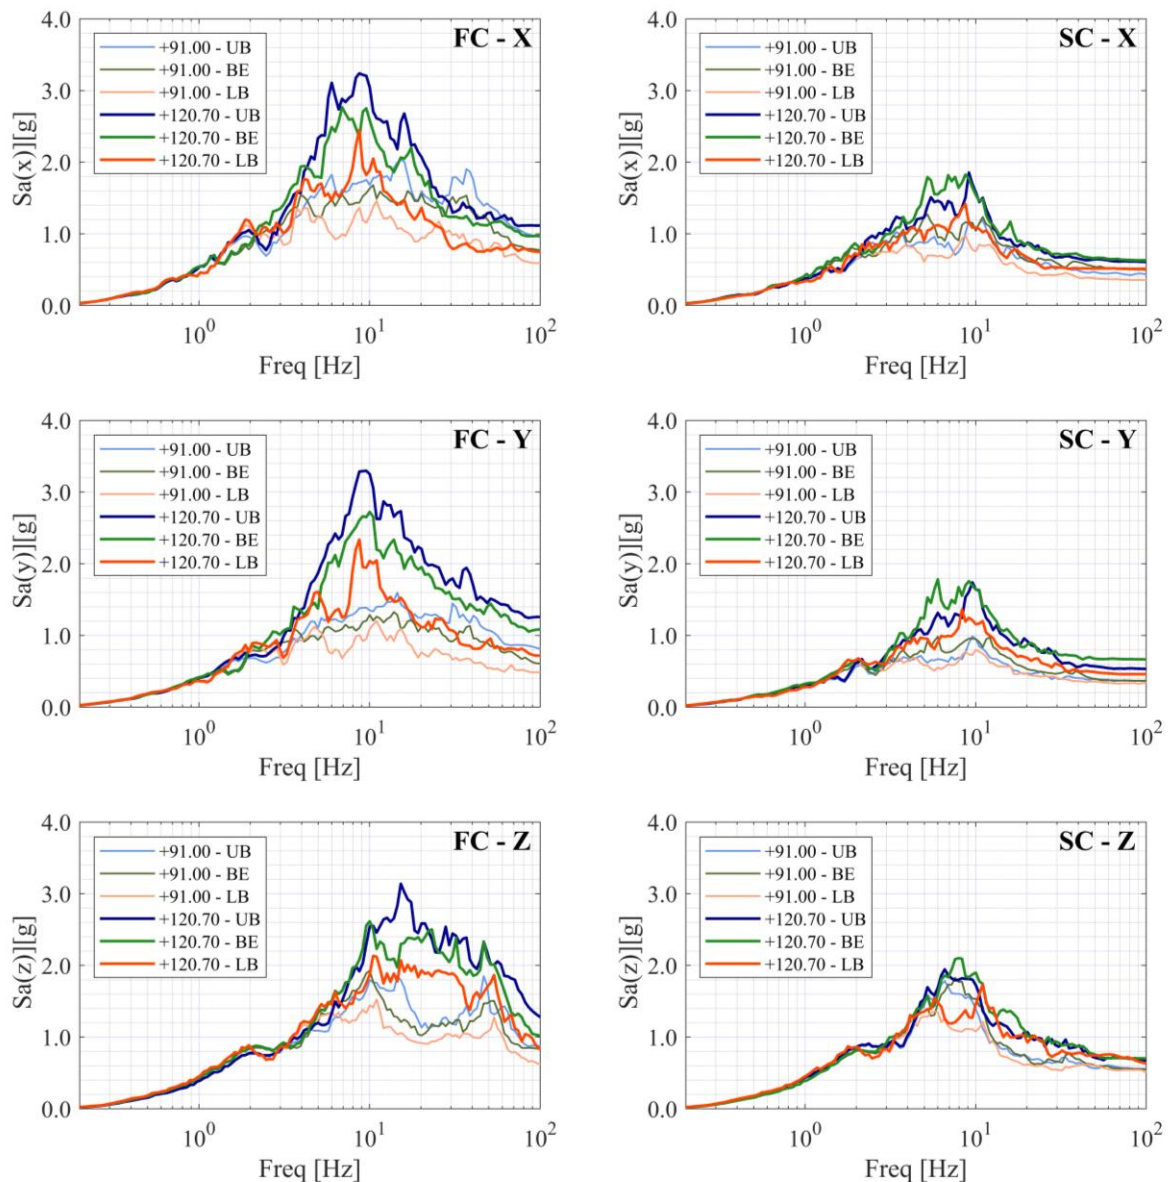 FC - X
4.0
3.0
2.0
1.0
0.0
Sa(x)][g]
+91.00 - UB
+91.00 - BE
+91.00 - LB
+120.70 - UB
+120.70 - BE
+120.70 - LB
10^0 10^1 10^2
Freq [Hz]
SC - X
4.0
3.0
2.0
1.0
0.0
Sa(x)][g]
+91.00 - UB
+91.00 - BE
+91.00 - LB
+120.70 - UB
+120.70 - BE
+120.70 - LB
10^0 10^1 10^2
Freq [Hz]
FC - Y
4.0
3.0
2.0
1.0
0.0
Sa(y)][g]
+91.00 - UB
+91.00 - BE
+91.00 - LB
+120.70 - UB
+120.70 - BE
+120.70 - LB
10^0 10^1 10^2
Freq [Hz]
SC - Y
4.0
3.0
2.0
1.0
0.0
Sa(y)][g]
+91.00 - UB
+91.00 - BE
+91.00 - LB
+120.70 - UB
+120.70 - BE
+120.70 - LB
10^0 10^1 10^2
Freq [Hz]
FC - Z
4.0
3.0
2.0
1.0
0.0
Sa(z)][g]
+91.00 - UB
+91.00 - BE
+91.00 - LB
+120.70 - UB
+120.70 - BE
+120.70 - LB
10^0 10^1 10^2
Freq [Hz]
SC - Z
4.0
3.0
2.0
1.0
0.0
Sa(z)][g]
+91.00 - UB
+91.00 - BE
+91.00 - LB
+120.70 - UB
+120.70 - BE
+120.70 - LB
10^0 10^1 10^2
Freq [Hz]